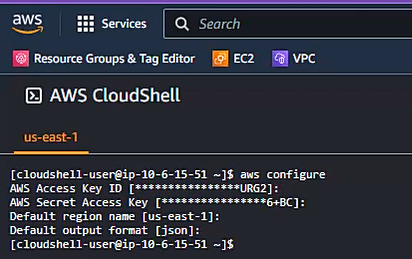 aws
Services
Search
Resource Groups & Tag Editor
EC2
VPC
AWS CloudShell
us-east-1
[cloudshell-user@ip-10-6-15-51 ~]$ aws configure
AWS Access Key ID [****************URG2]:
AWS Secret Access Key [****************6+BC]:
Default region name [us-east-1]:
Default output format [json]:
[cloudshell-user@ip-10-6-15-51 ~]$